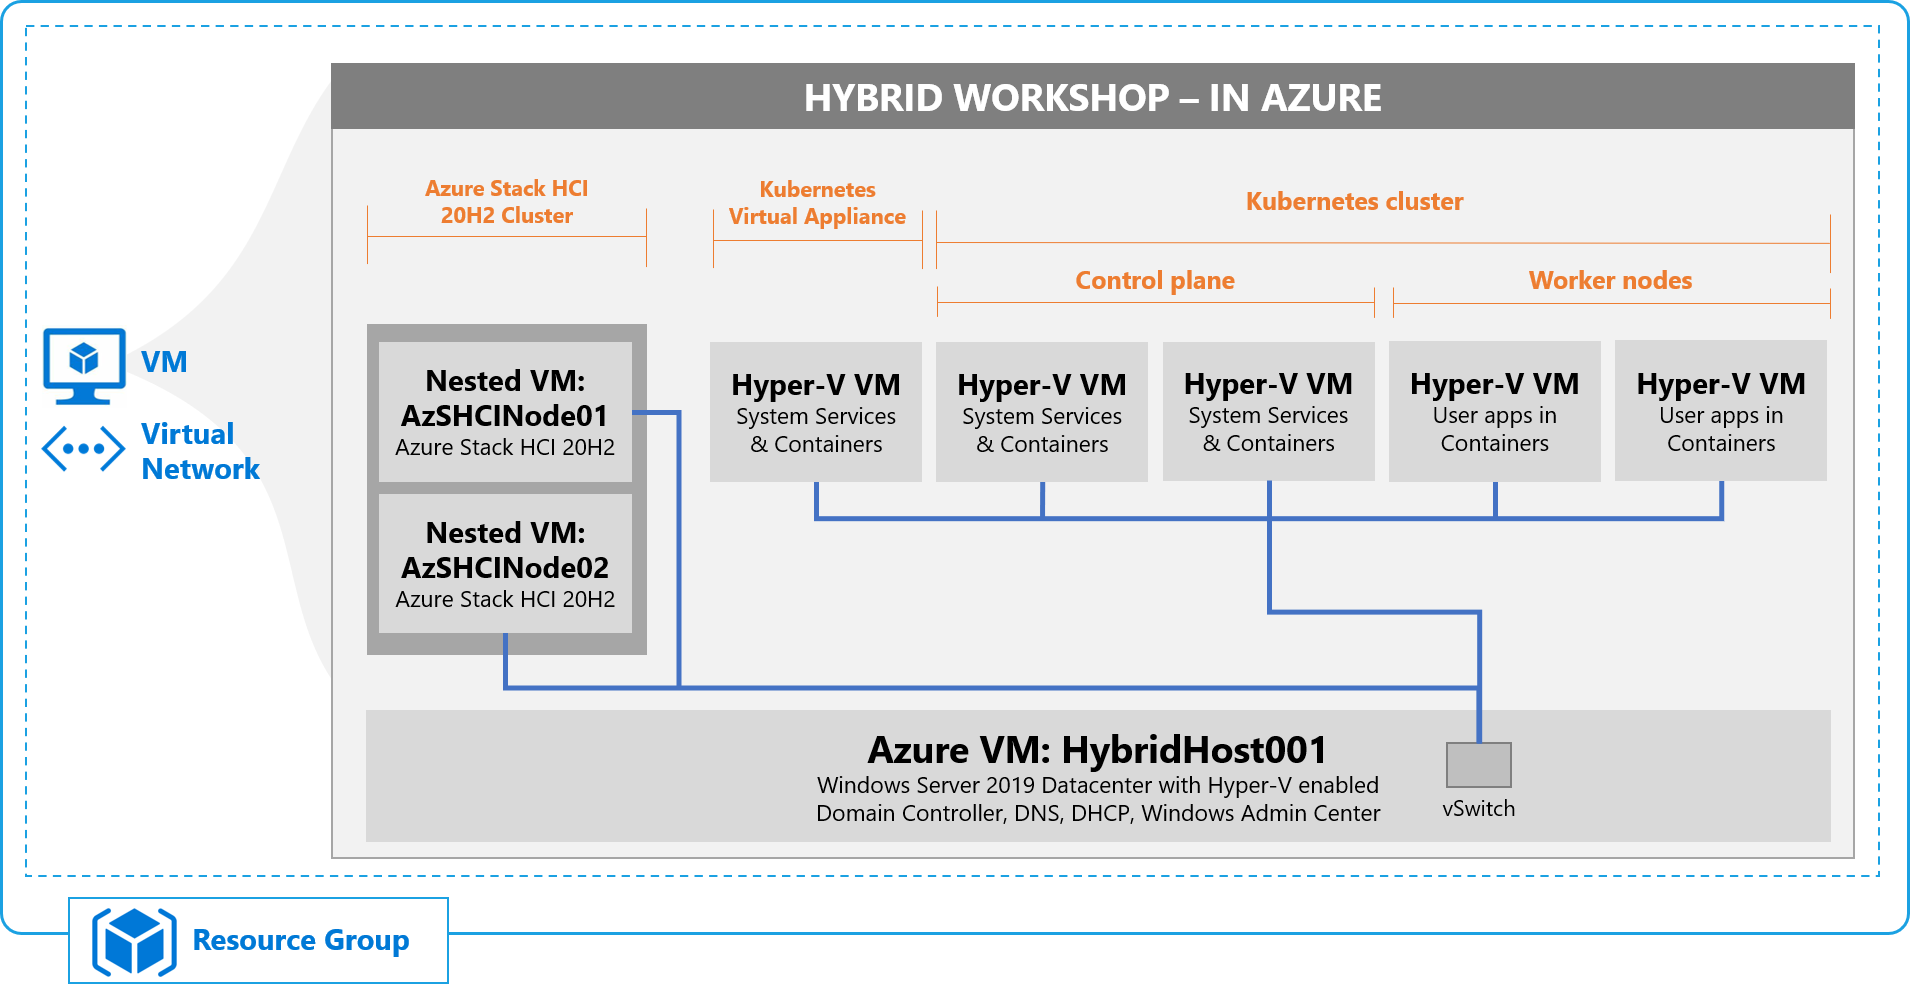 HYBRID WORKSHOP – IN AZURE
Azure Stack HCI
20H2 Cluster
Kubernetes
Virtual Appliance
Kubernetes cluster
Control plane
Worker nodes
VM
Virtual
Network
Nested VM:
AzSHCINode01
Azure Stack HCI 20H2
Nested VM:
AzSHCINode02
Azure Stack HCI 20H2
Hyper-V VM
System Services
& Containers
Hyper-V VM
System Services
& Containers
Hyper-V VM
System Services
& Containers
Hyper-V VM
User apps in
Containers
Hyper-V VM
User apps in
Containers
Azure VM: HybridHost001
Windows Server 2019 Datacenter with Hyper-V enabled
Domain Controller, DNS, DHCP, Windows Admin Center
vSwitch
Resource Group